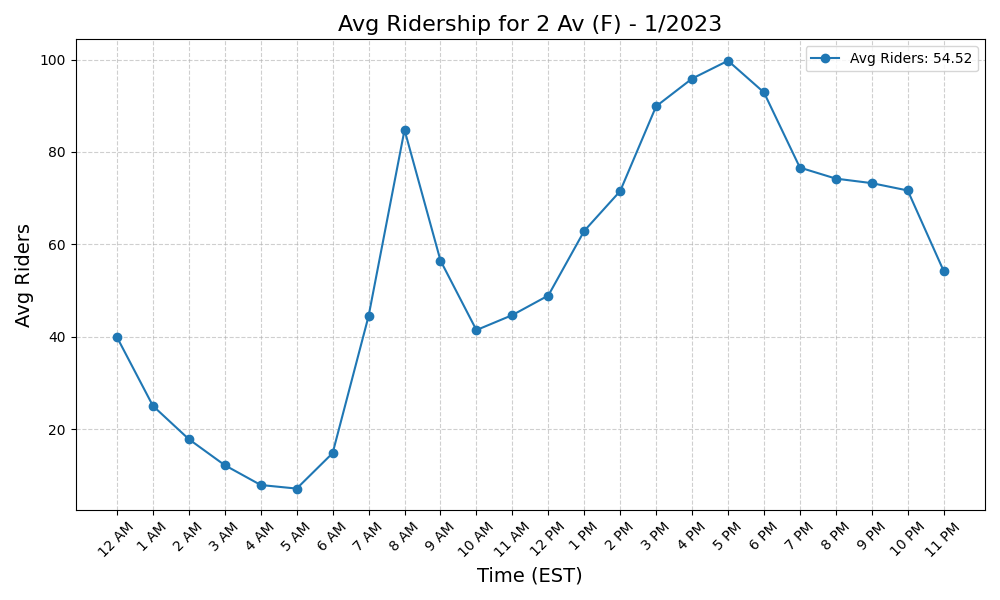 Avg Ridership for 2 Av (F) - 1/2023
Avg Riders: 54.52
Avg Riders
100
80
60
40
20
12 AM
1 AM
2 AM
3 AM
4 AM
5 AM
6 AM
7 AM
8 AM
9 AM
10 AM
11 AM
12 PM
1 PM
2 PM
3 PM
4 PM
5 PM
6 PM
7 PM
8 PM
9 PM
10 PM
11 PM
Time (EST)